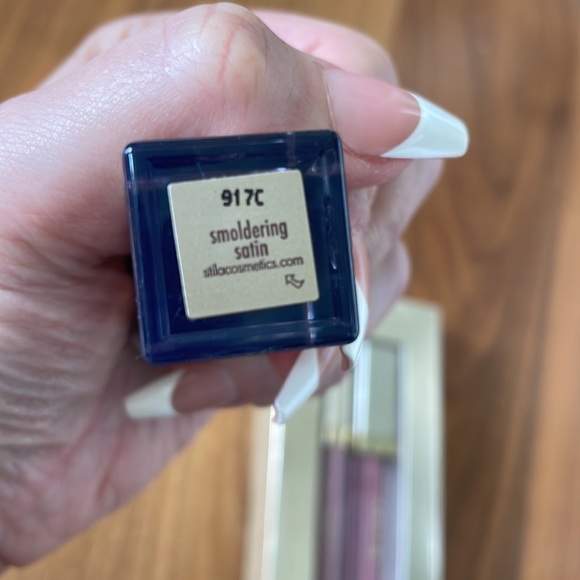 917C
smoldering
satin
stilacosmetics.com